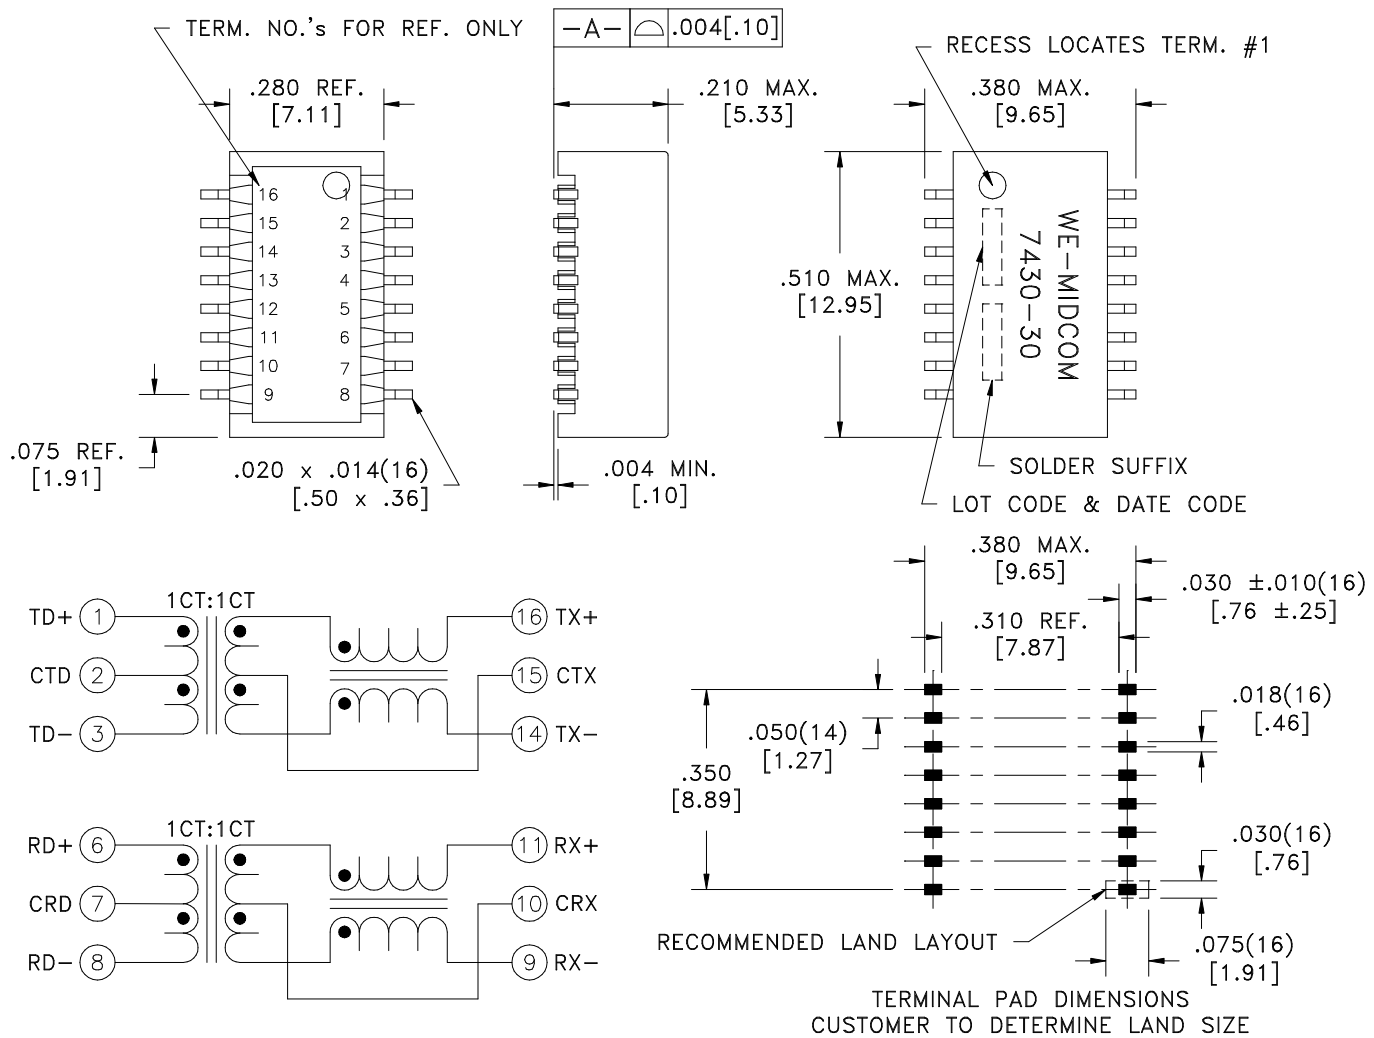 TERM. NO.'s FOR REF. ONLY
-A- .004[.10]
RECESS LOCATES TERM. #1
.280 REF.
[7.11]
.210 MAX.
[5.33]
.380 MAX.
[9.65]
16 1
15 2
14 3
13 4
12 5
11 6
10 7
9 8
.510 MAX.
[12.95]
WE-MIDCOM
7430-30
.075 REF.
[1.91]
.020 x .014(16)
[.50 x .36]
.004 MIN.
[.10]
SOLDER SUFFIX
LOT CODE & DATE CODE
1CT:1CT
TD+ 1
CTD 2
TD- 3
16 TX+
15 CTX
14 TX-
1CT:1CT
RD+ 6
CRD 7
RD- 8
11 RX+
10 CRX
9 RX-
.380 MAX.
[9.65]
.030 ±.010(16)
[.76 ±.25]
.310 REF.
[7.87]
.018(16)
[.46]
.050(14)
[1.27]
.350
[8.89]
.030(16)
[.76]
RECOMMENDED LAND LAYOUT
.075(16)
[1.91]
TERMINAL PAD DIMENSIONS
CUSTOMER TO DETERMINE LAND SIZE